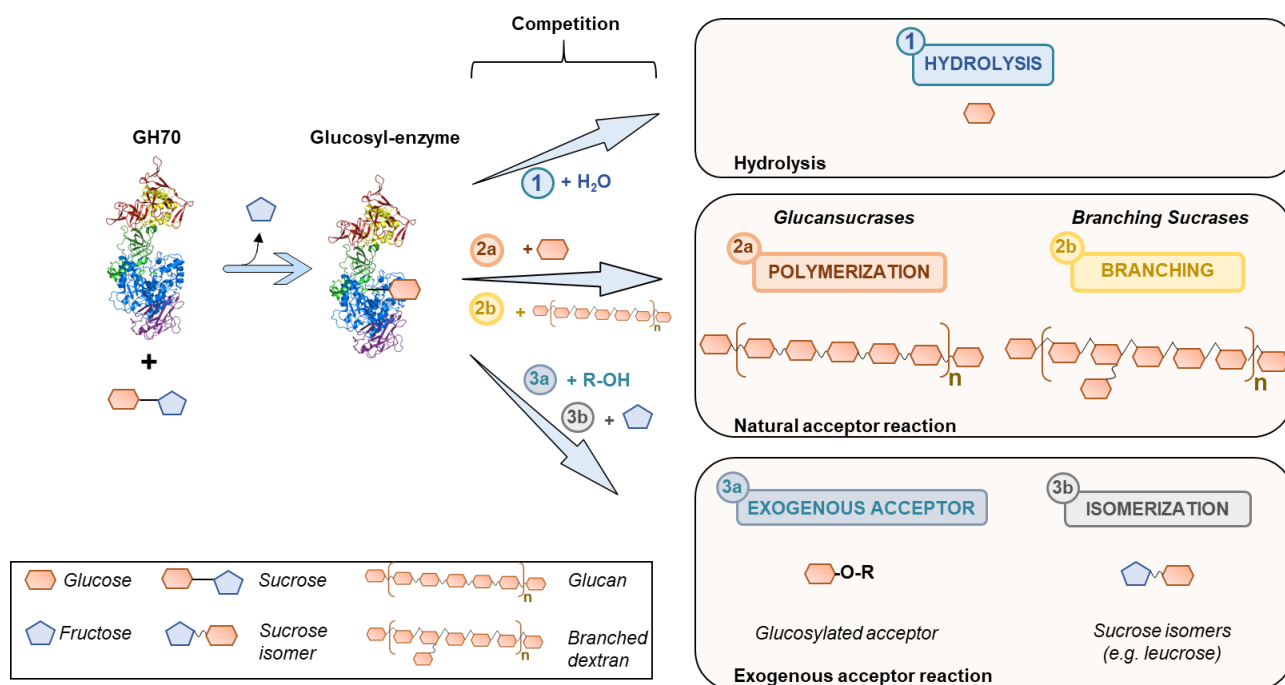 Competition
GH70
Glucosyl-enzyme
1 + H₂O
2a +
2b + n
3a + R-OH
3b +
1
HYDROLYSIS
Hydrolysis
Glucansucrases
Branching Sucrases
2a
POLYMERIZATION
2b
BRANCHING
n
n
Natural acceptor reaction
3a
EXOGENOUS ACCEPTOR
3b
ISOMERIZATION
-O-R
Glucosylated acceptor
Sucrose isomers
(e.g. leucrose)
Exogenous acceptor reaction
+
Glucose
Sucrose
n
Glucan
Fructose
Sucrose
isomer
n
Branched
dextran